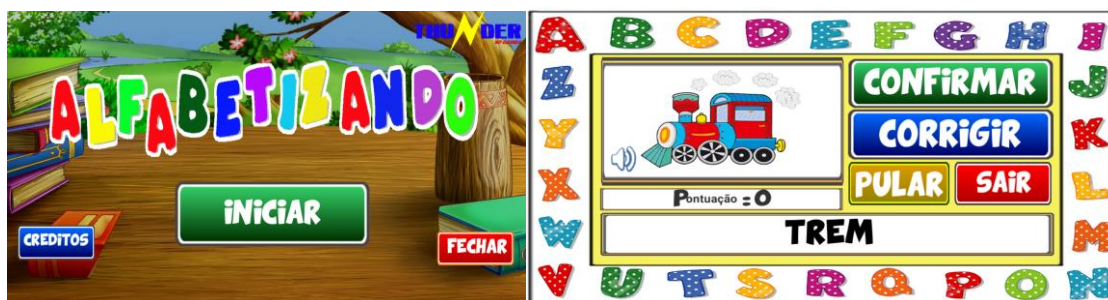 THUNDER
ALFABETIZANDO
INICIAR
CREDITOS
FECHAR
A B C D E F G H I
Z CONFIRMAR J
Y CORRIGIR K
X PULAR SAIR L
Pontuação = 0
W TREM M
V U T S R Q P O N